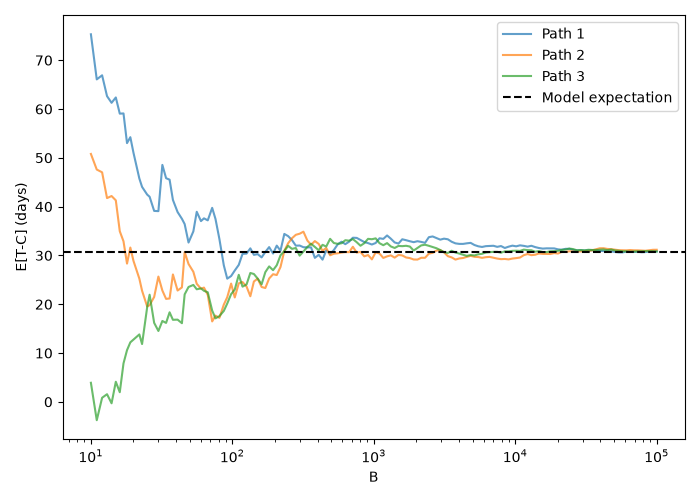 Path 1
Path 2
Path 3
Model expectation
E[T-C] (days)
70
60
50
40
30
20
10
0
10¹
10²
10³
10⁴
10⁵
B